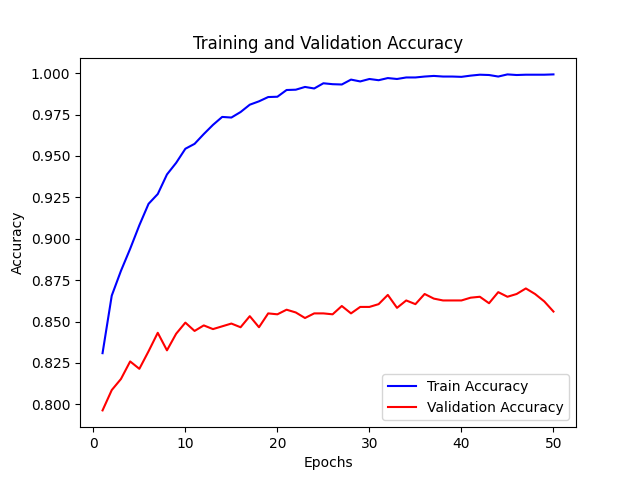 Training and Validation Accuracy
1.000
0.975
0.950
0.925
0.900
0.875
0.850
0.825
0.800
Accuracy
Train Accuracy
Validation Accuracy
0 10 20 30 40 50
Epochs